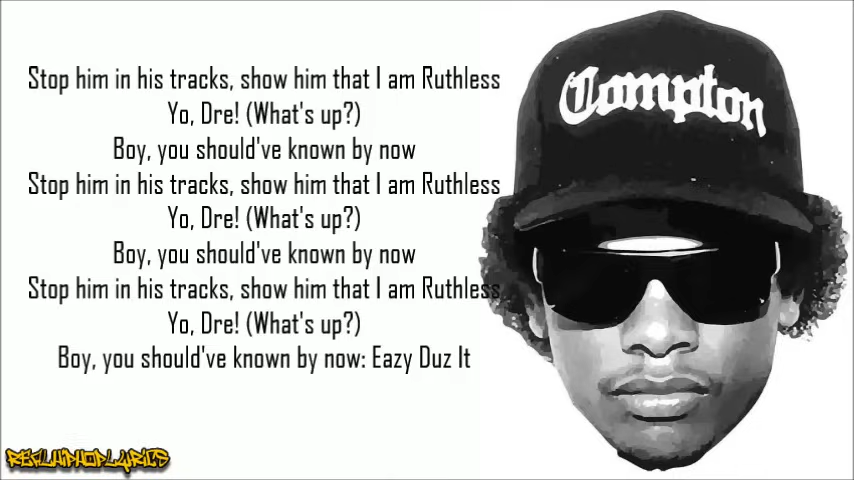 Stop him in his tracks, show him that I am Ruthless
Yo, Dre! (What's up?)
Boy, you should've known by now
Stop him in his tracks, show him that I am Ruthless
Yo, Dre! (What's up?)
Boy, you should've known by now
Stop him in his tracks, show him that I am Ruthless
Yo, Dre! (What's up?)
Boy, you should've known by now: Eazy Duz It
Compton
REALHIPHOPLYRICS